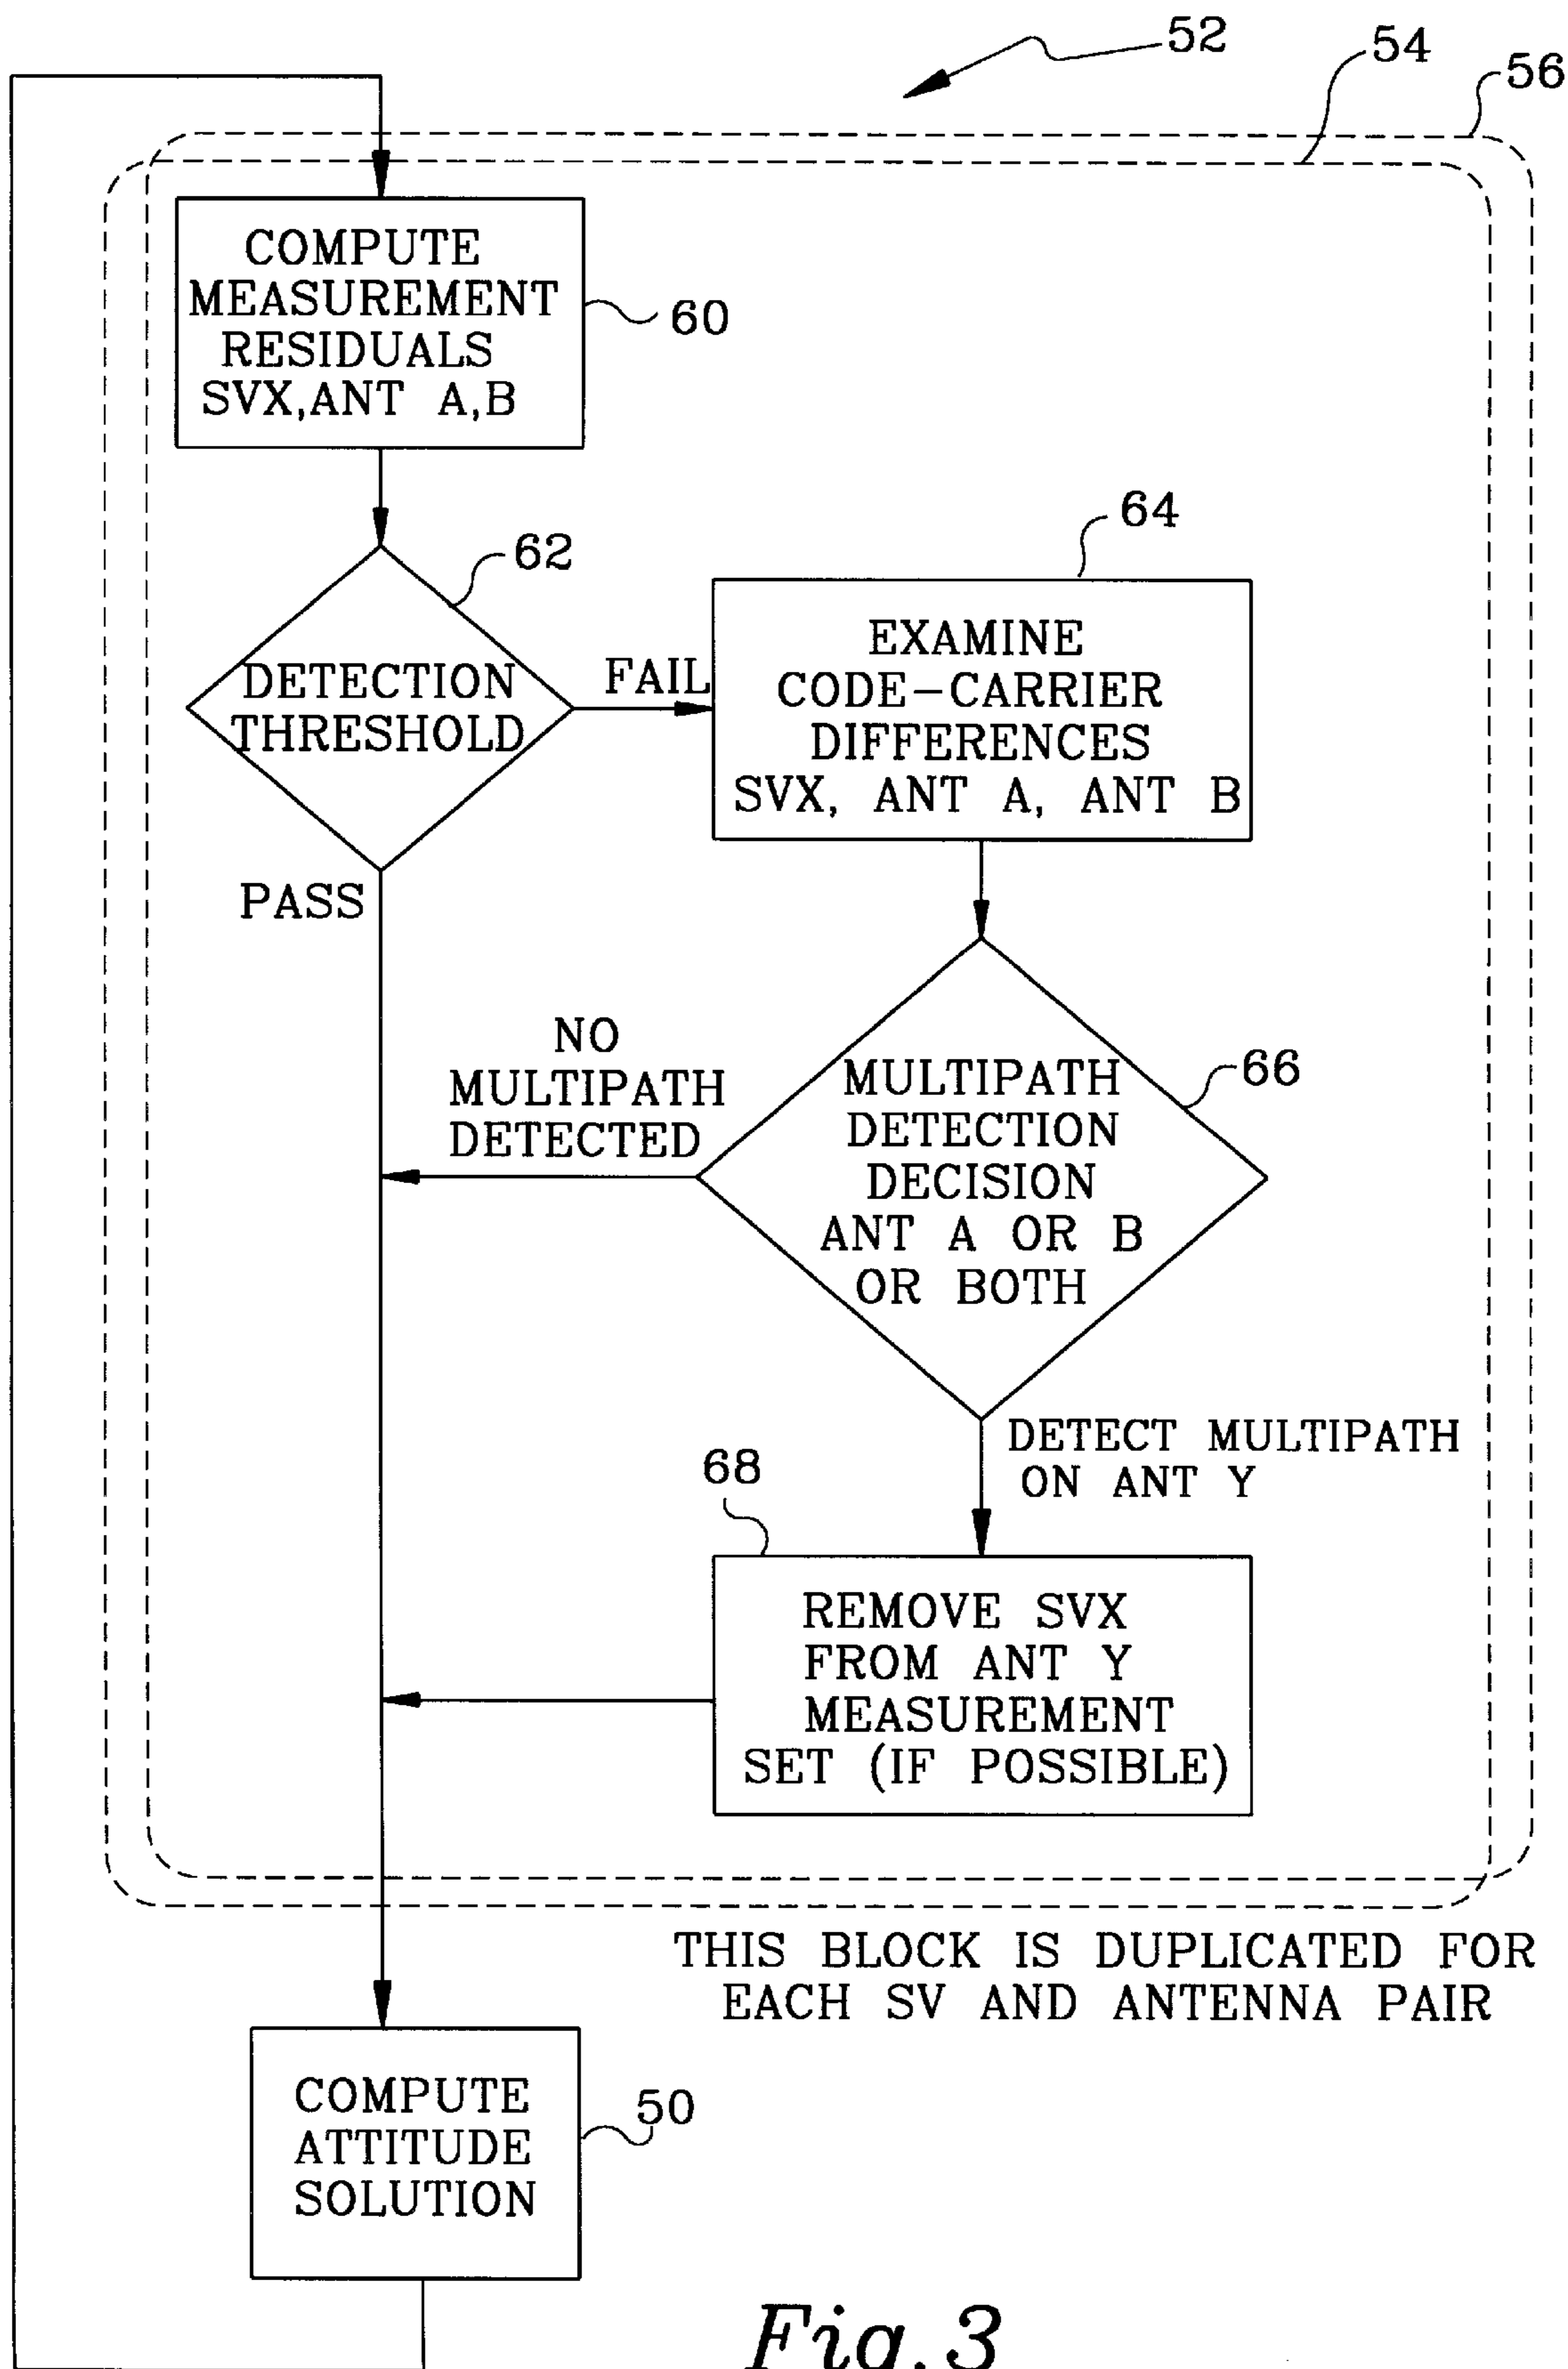 52
54
56
COMPUTE
MEASUREMENT
RESIDUALS
SVX,ANT A,B
60
62
DETECTION
THRESHOLD
FAIL
PASS
64
EXAMINE
CODE-CARRIER
DIFFERENCES
SVX, ANT A, ANT B
NO
MULTIPATH
DETECTED
66
MULTIPATH
DETECTION
DECISION
ANT A OR B
OR BOTH
DETECT MULTIPATH
ON ANT Y
68
REMOVE SVX
FROM ANT Y
MEASUREMENT
SET (IF POSSIBLE)
THIS BLOCK IS DUPLICATED FOR
EACH SV AND ANTENNA PAIR
COMPUTE
ATTITUDE
SOLUTION
50
Fig.3